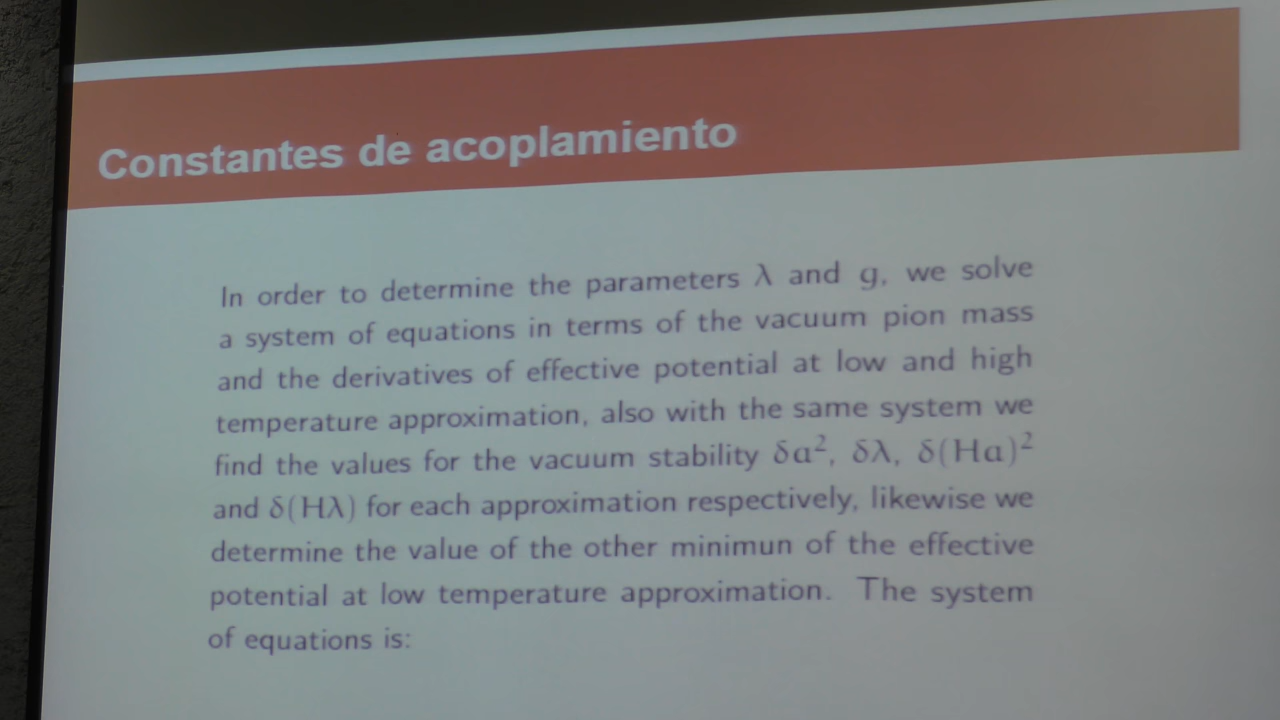 Constantes de acoplamiento
In order to determine the parameters λ and g, we solve
a system of equations in terms of the vacuum pion mass
and the derivatives of effective potential at low and high
temperature approximation, also with the same system we
find the values for the vacuum stability δa², δλ, δ(Ha)²
and δ(Hλ) for each approximation respectively, likewise we
determine the value of the other minimun of the effective
potential at low temperature approximation. The system
of equations is: